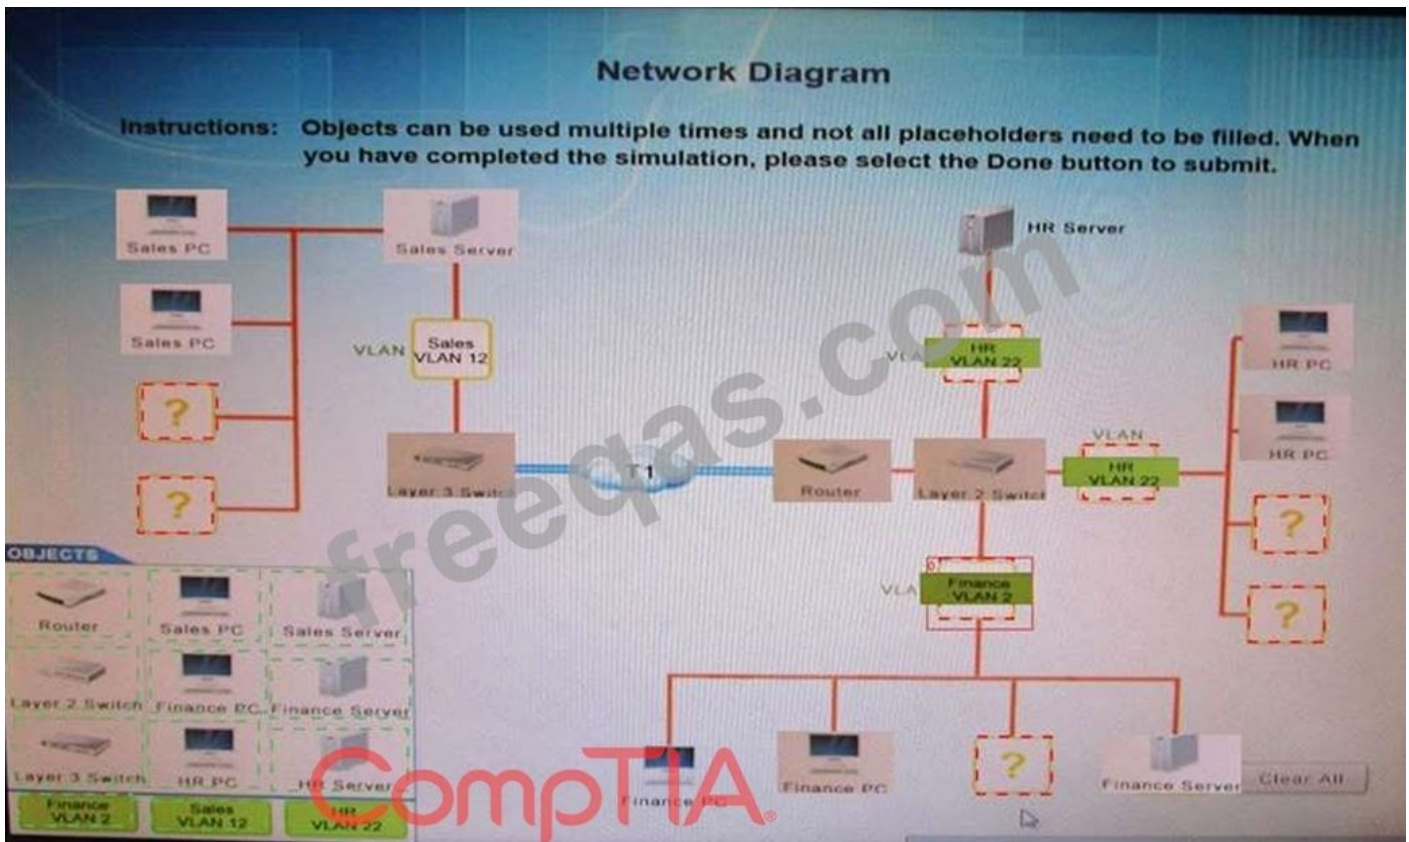 Network Diagram
Instructions: Objects can be used multiple times and not all placeholders need to be filled. When
you have completed the simulation, please select the Done button to submit.
Sales PC
Sales Server
HR Server
Sales PC
VLAN
Sales
VLAN 12
VLA
HR
VLAN 22
HR PC
?
VLAN
HR PC
Layer 3 Switc
T1
Router
Layer 2 Switch
HR
VLAN 22
?
?
VLA
Finance
VLAN 2
?
OBJECTS
Router
Sales PC
Sales Server
Layer 2 Switch
Finance PC
Finance Server
Layer 3 Switch
HR PC
HR Server
Finance
VLAN 2
Sales
VLAN 12
HR
VLAN 22
Finance PC
Finance PC
?
Finance Server
Clear All
freeqas.com
CompTIA